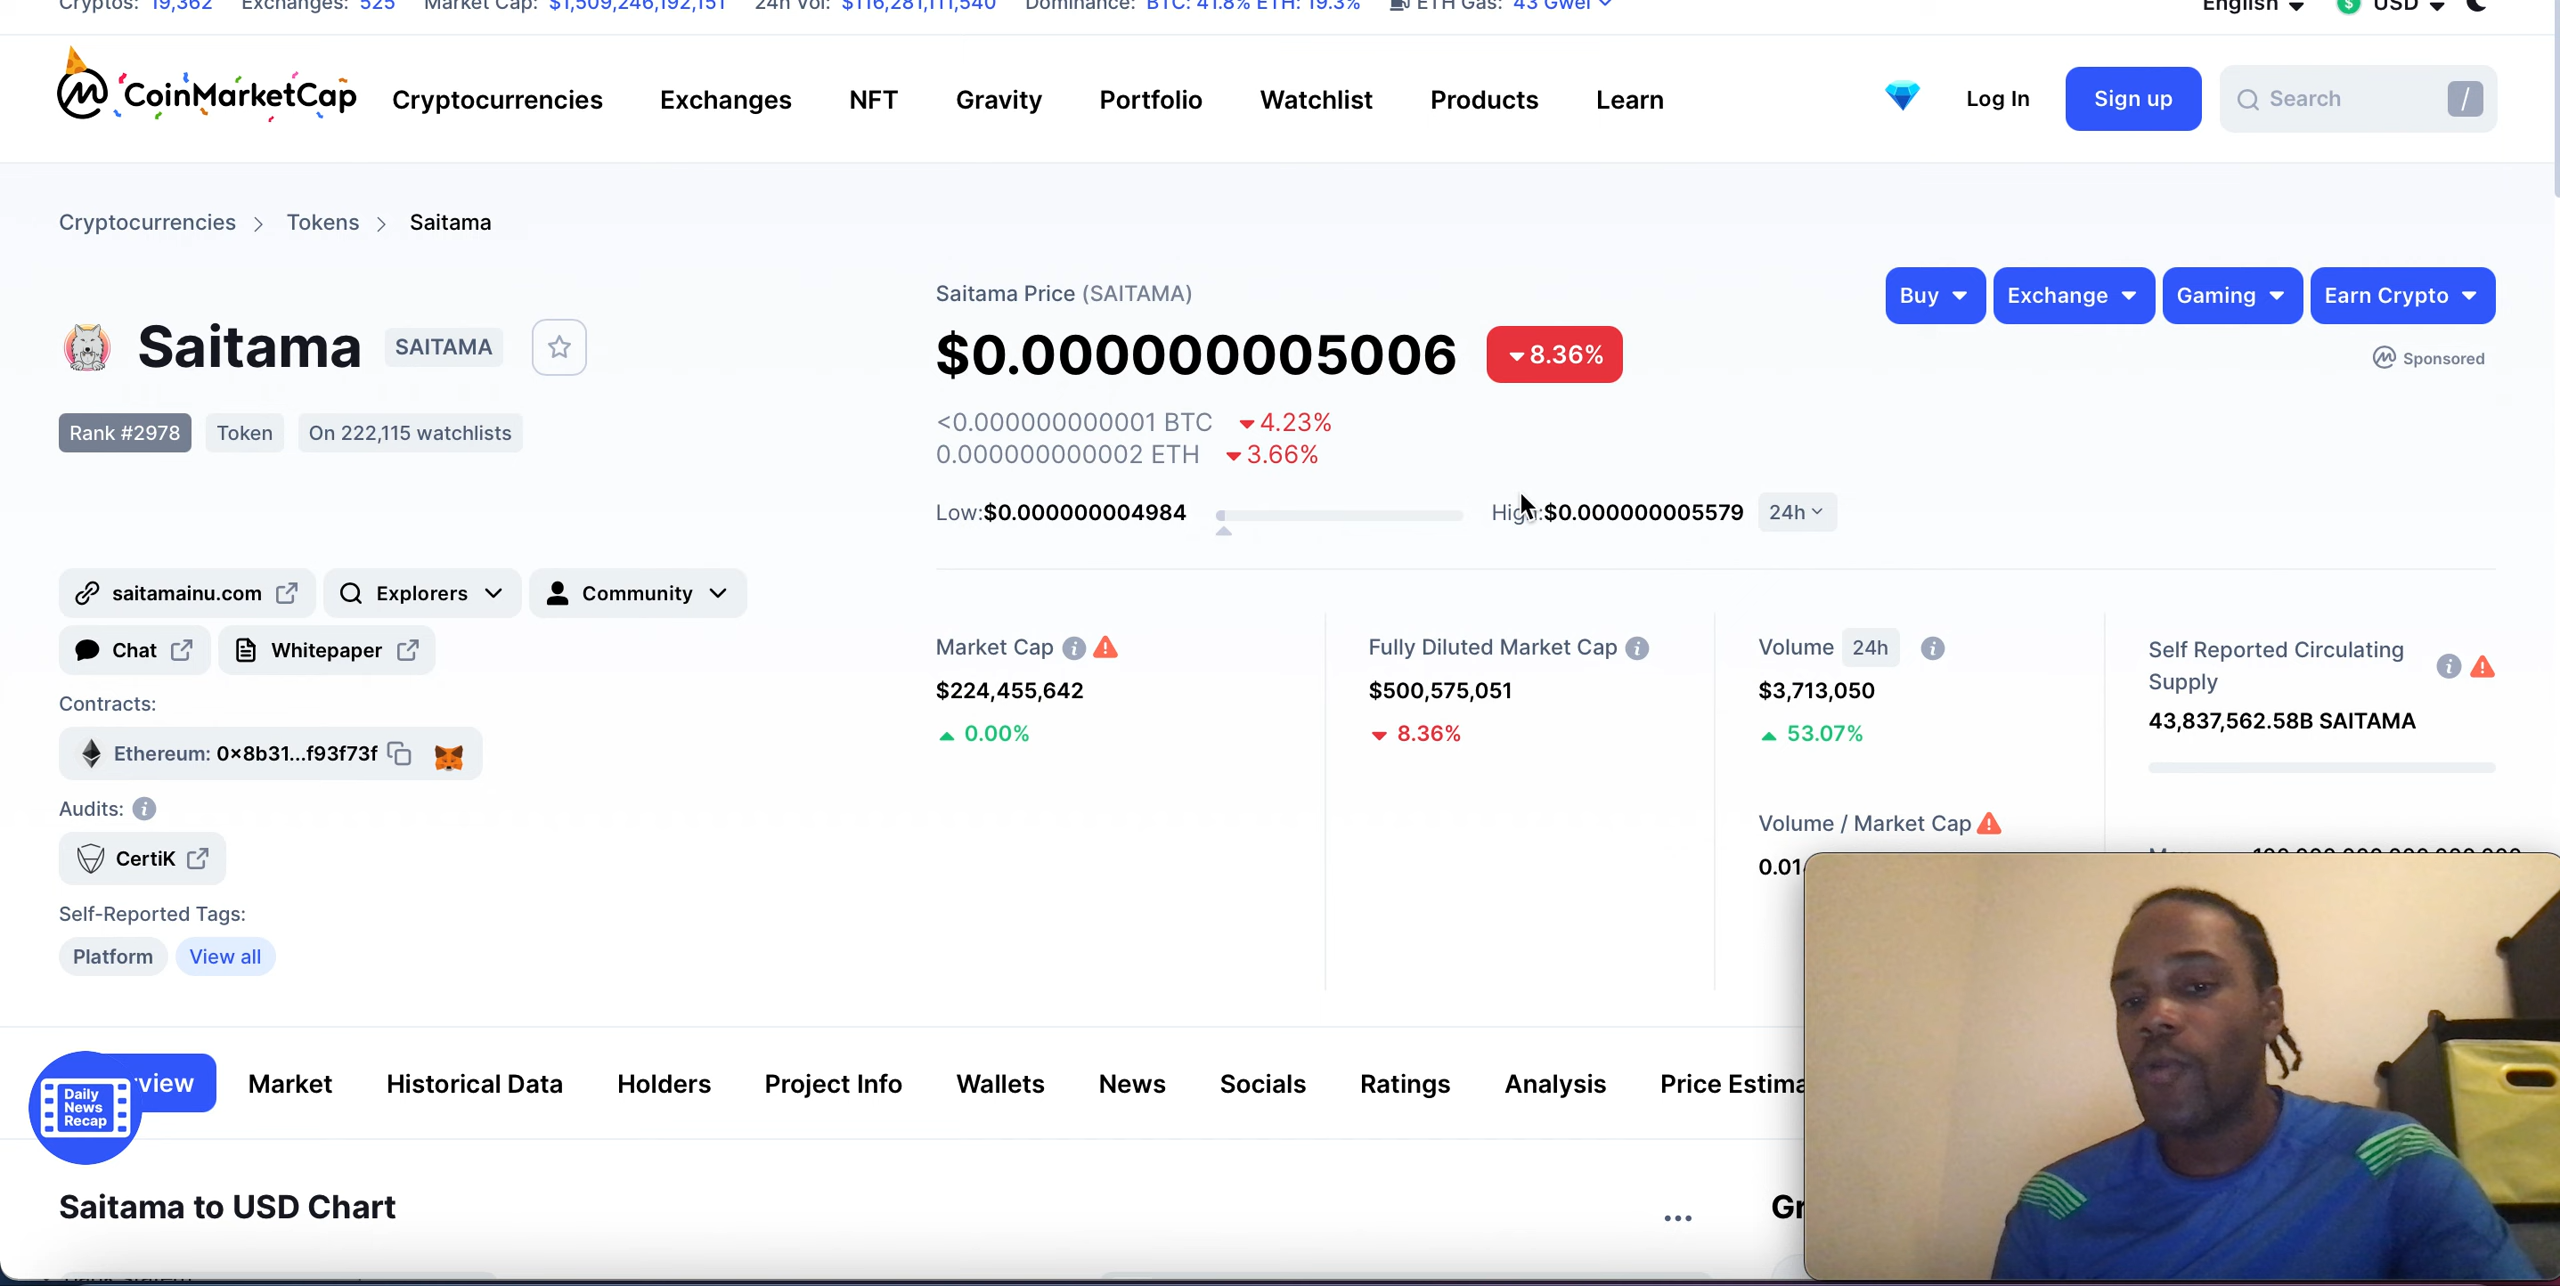 Cryptos: 19,362 Exchanges: 525 Market Cap: $1,509,246,192,151 24h Vol: $116,281,111,540 Dominance: BTC: 41.8% ETH: 19.3% ETH Gas: 43 Gwei English USD
CoinMarketCap Cryptocurrencies Exchanges NFT Gravity Portfolio Watchlist Products Learn Log In Sign up Search /
Cryptocurrencies > Tokens > Saitama
Saitama Price (SAITAMA)
Buy Exchange Gaming Earn Crypto
Saitama SAITAMA
$0.000000005006 8.36%
Sponsored
Rank #2978 Token On 222,115 watchlists
<0.000000000001 BTC 4.23%
0.000000000002 ETH 3.66%
Low:$0.000000004984 High:$0.000000005579 24h
saitamainu.com Explorers Community
Chat Whitepaper
Contracts:
Ethereum: 0x8b31...f93f73f
Audits:
CertiK
Self-Reported Tags:
Platform View all
Market Cap
$224,455,642
0.00%
Fully Diluted Market Cap
$500,575,051
8.36%
Volume 24h
$3,713,050
53.07%
Volume / Market Cap
0.01
Self Reported Circulating
Supply
43,837,562.58B SAITAMA
Daily
News
Recap
view Market Historical Data Holders Project Info Wallets News Socials Ratings Analysis Price Estima
Saitama to USD Chart
Gr